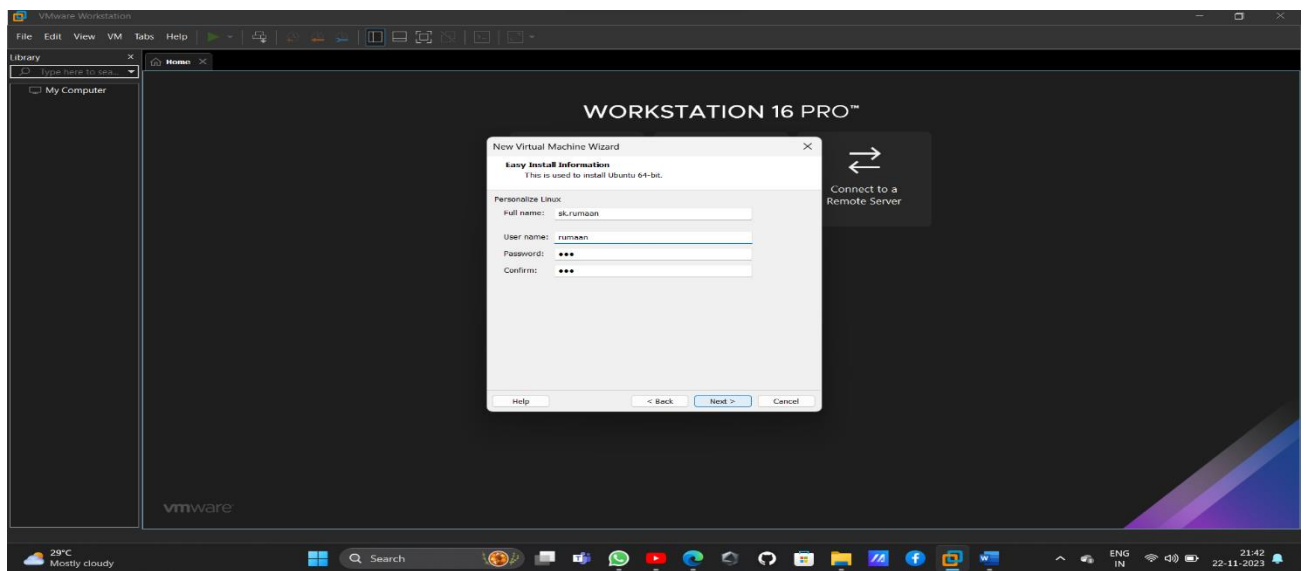 VMware Workstation
File Edit View VM Tabs Help
Library
Type here to sea...
Home
My Computer
WORKSTATION 16 PRO™
New Virtual Machine Wizard
Easy Install Information
This is used to install Ubuntu 64-bit.
Personalize Linux
Full name: sk.rumaan
User name: rumaan
Password: •••
Confirm: •••
Help < Back Next > Cancel
Connect to a
Remote Server
vmware
29°C
Mostly cloudy
Search
ENG
IN
21:42
22-11-2023